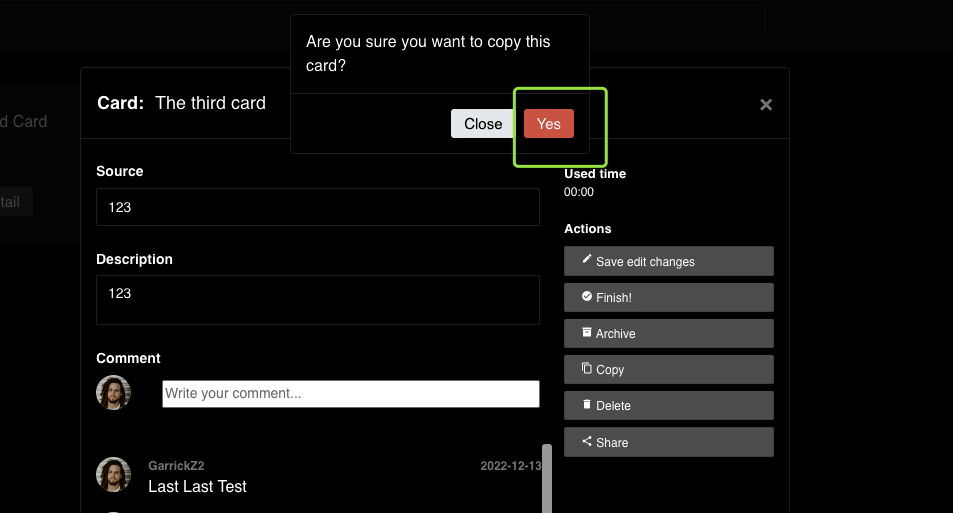 Are you sure you want to copy this
card?
Close
Yes
Card: The third card
d Card
tail
Source
123
Description
123
Comment
Write your comment...
GarrickZ2
2022-12-13
Last Last Test
Used time
00:00
Actions
Save edit changes
Finish!
Archive
Copy
Delete
Share